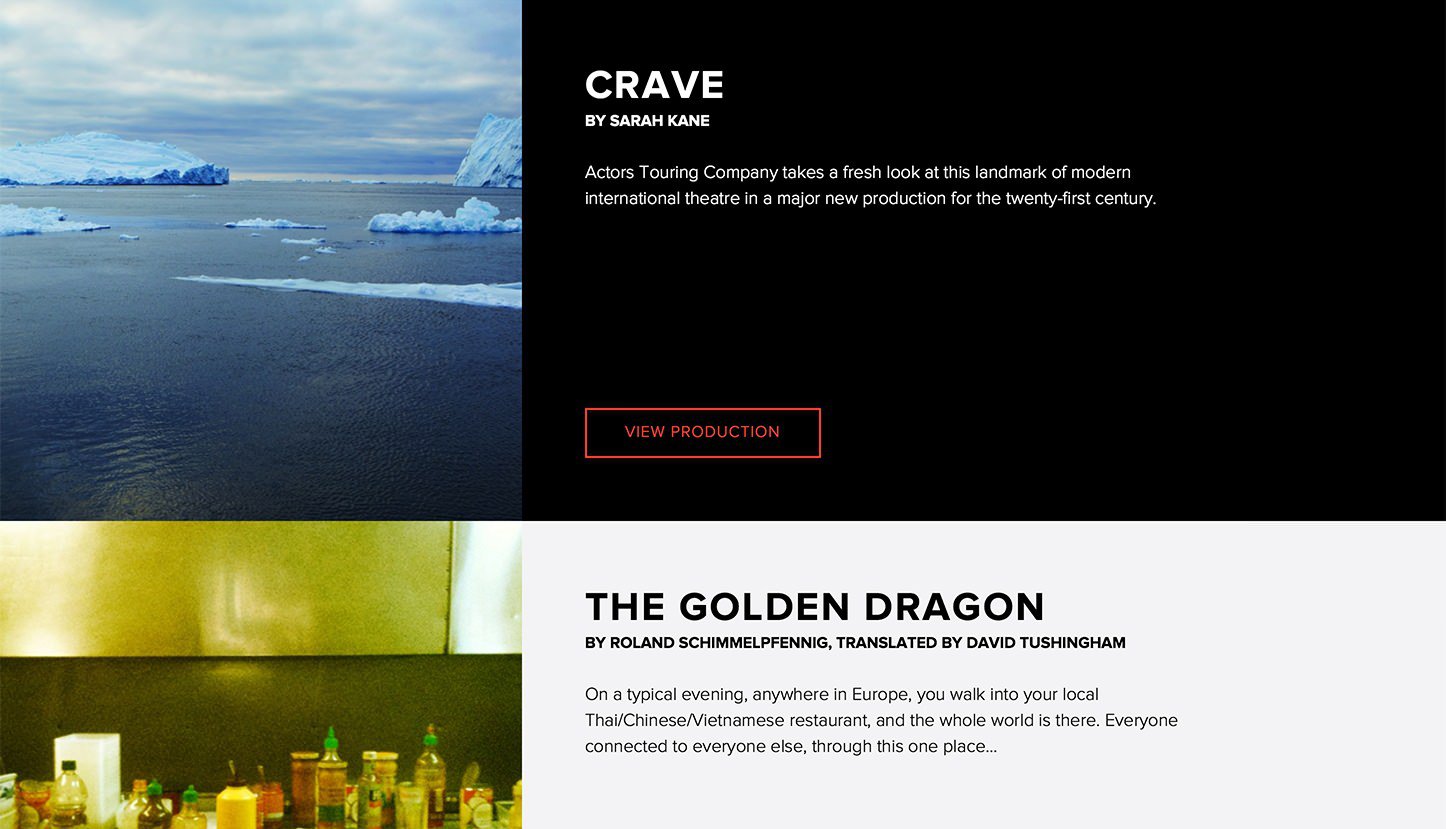 CRAVE
BY SARAH KANE
Actors Touring Company takes a fresh look at this landmark of modern
international theatre in a major new production for the twenty-first century.
VIEW PRODUCTION
THE GOLDEN DRAGON
BY ROLAND SCHIMMELPFENNIG, TRANSLATED BY DAVID TUSHINGHAM
On a typical evening, anywhere in Europe, you walk into your local
Thai/Chinese/Vietnamese restaurant, and the whole world is there. Everyone
connected to everyone else, through this one place...